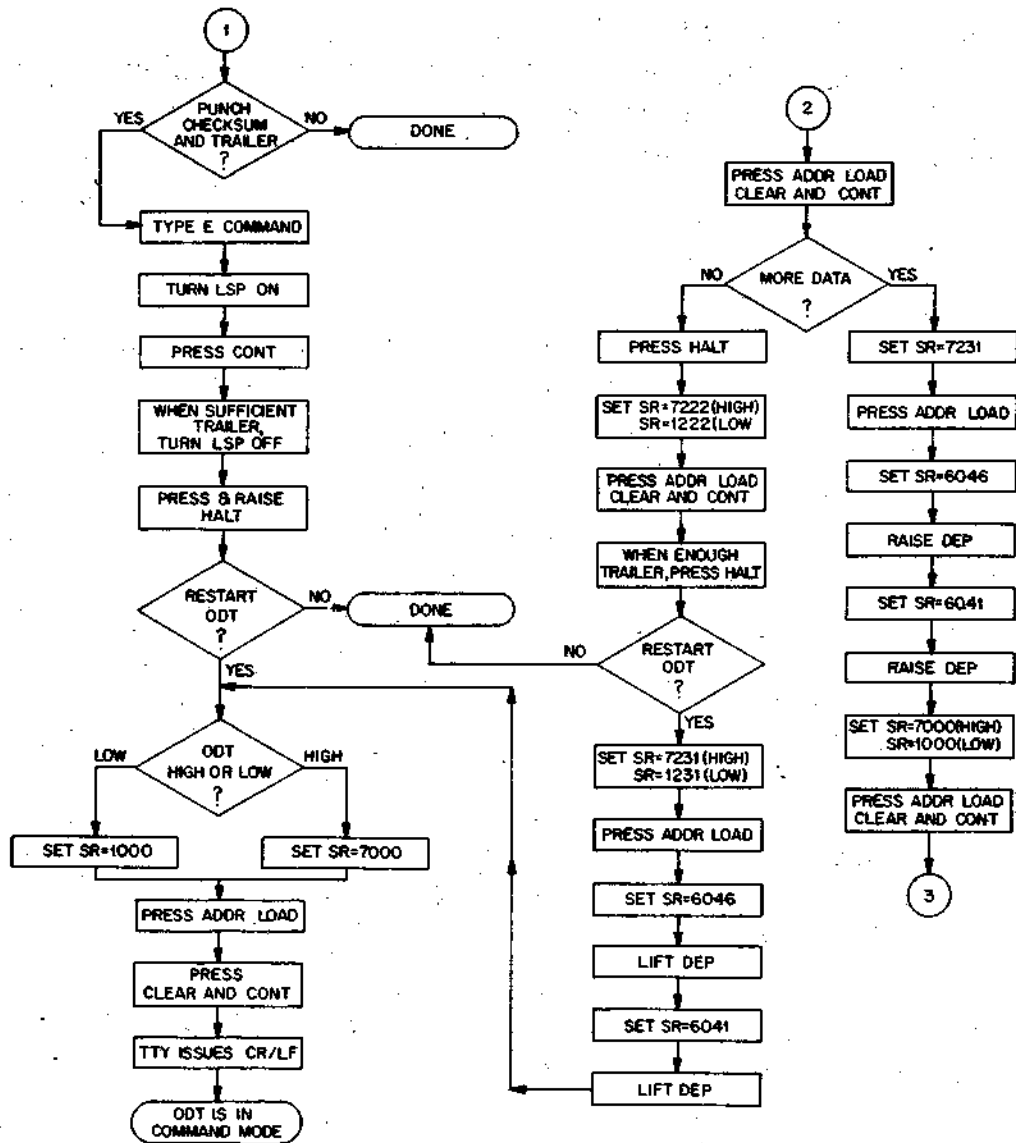 1
PUNCH
CHECKSUM
AND TRAILER
?
YES
NO
DONE
TYPE E COMMAND
TURN LSP ON
PRESS CONT
WHEN SUFFICIENT
TRAILER,
TURN LSP OFF
PRESS & RAISE
HALT
RESTART
ODT
?
NO
DONE
YES
ODT
HIGH OR LOW
?
LOW
HIGH
SET SR=1000
SET SR=7000
PRESS ADDR LOAD
PRESS
CLEAR AND CONT
TTY ISSUES CR/LF
ODT IS IN
COMMAND MODE
2
PRESS ADDR LOAD
CLEAR AND CONT
MORE DATA
?
NO
YES
PRESS HALT
SET SR=7222(HIGH)
SR=1222(LOW
PRESS ADDR LOAD
CLEAR AND CONT
WHEN ENOUGH
TRAILER, PRESS HALT
RESTART
ODT
?
NO
YES
SET SR=7231(HIGH)
SR=1231(LOW)
PRESS ADDR LOAD
SET SR=6046
LIFT DEP
SET SR=6041
LIFT DEP
SET SR=7231
PRESS ADDR LOAD
SET SR=6046
RAISE DEP
SET SR=6041
RAISE DEP
SET SR=7000(HIGH)
SR=1000(LOW)
PRESS ADDR LOAD
CLEAR AND CONT
3